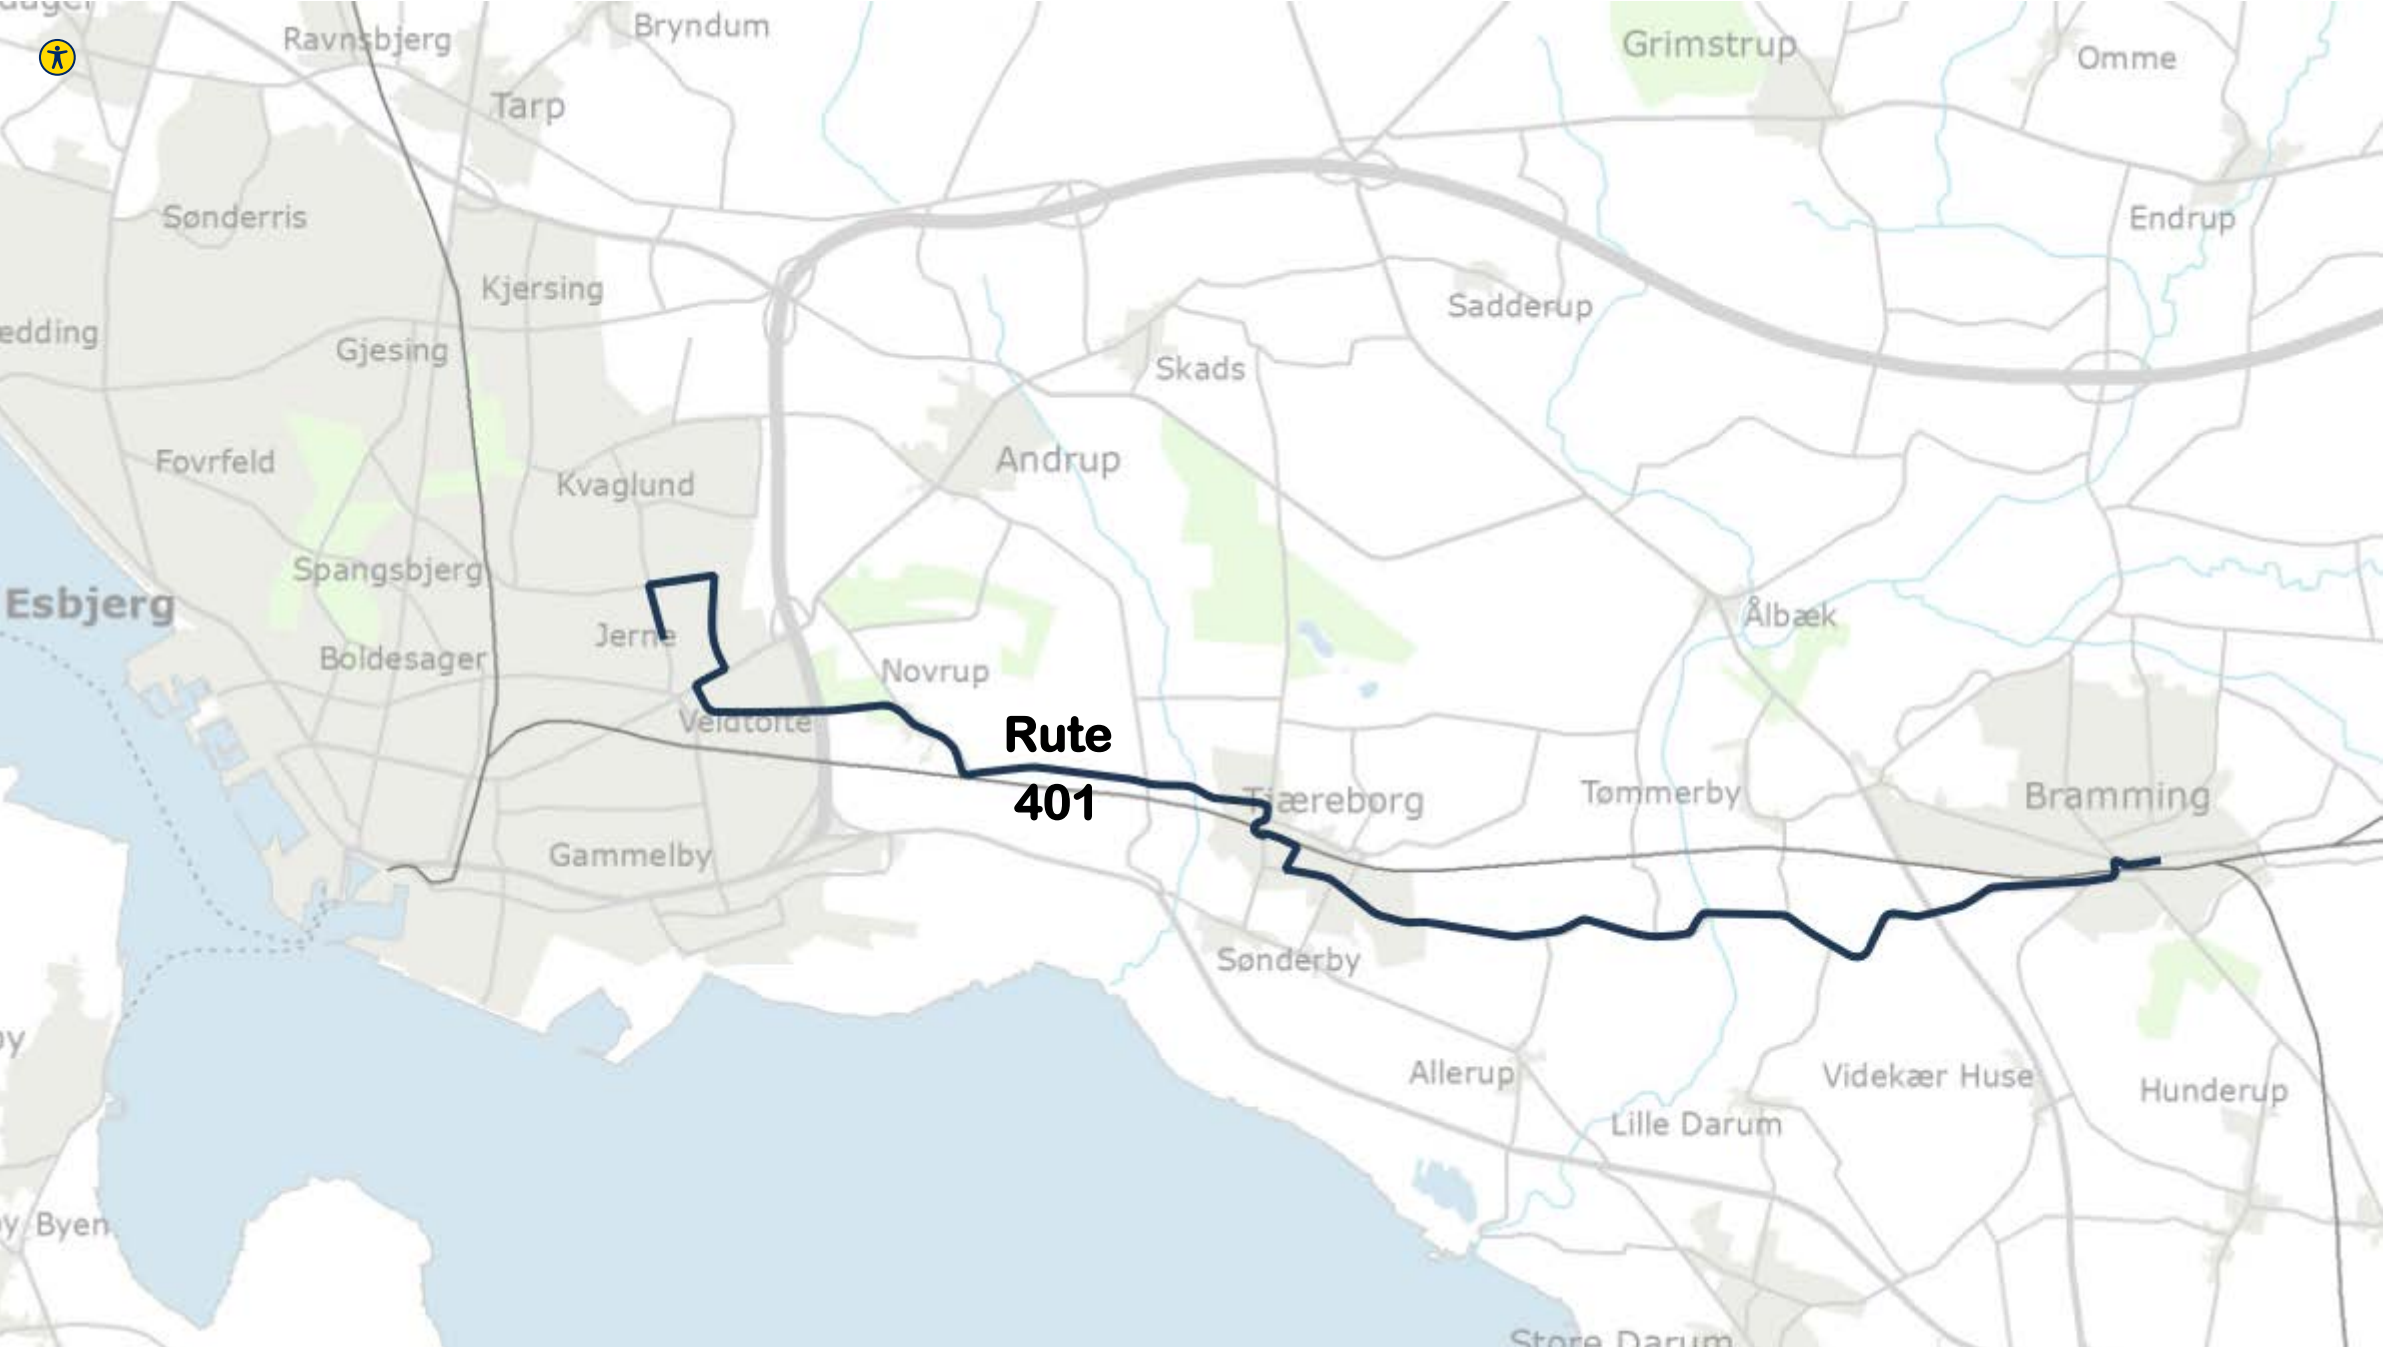 Ravnsbjerg
Bryndum
Grimstrup
Omme
Tarp
Sønderris
Endrup
Kjersing
Sadderup
edding
Gjesing
Skads
Fovrfeld
Kvaglund
Andrup
Spangsbjerg
Esbjerg
Jerne
Ålbæk
Boldesager
Novrup
Veldtofte
Rute
401
Tjæreborg
Tømmerby
Bramming
Gammelby
Sønderby
by
Allerup
Videkær Huse
Hunderup
Lille Darum
y Byen
Store Darum